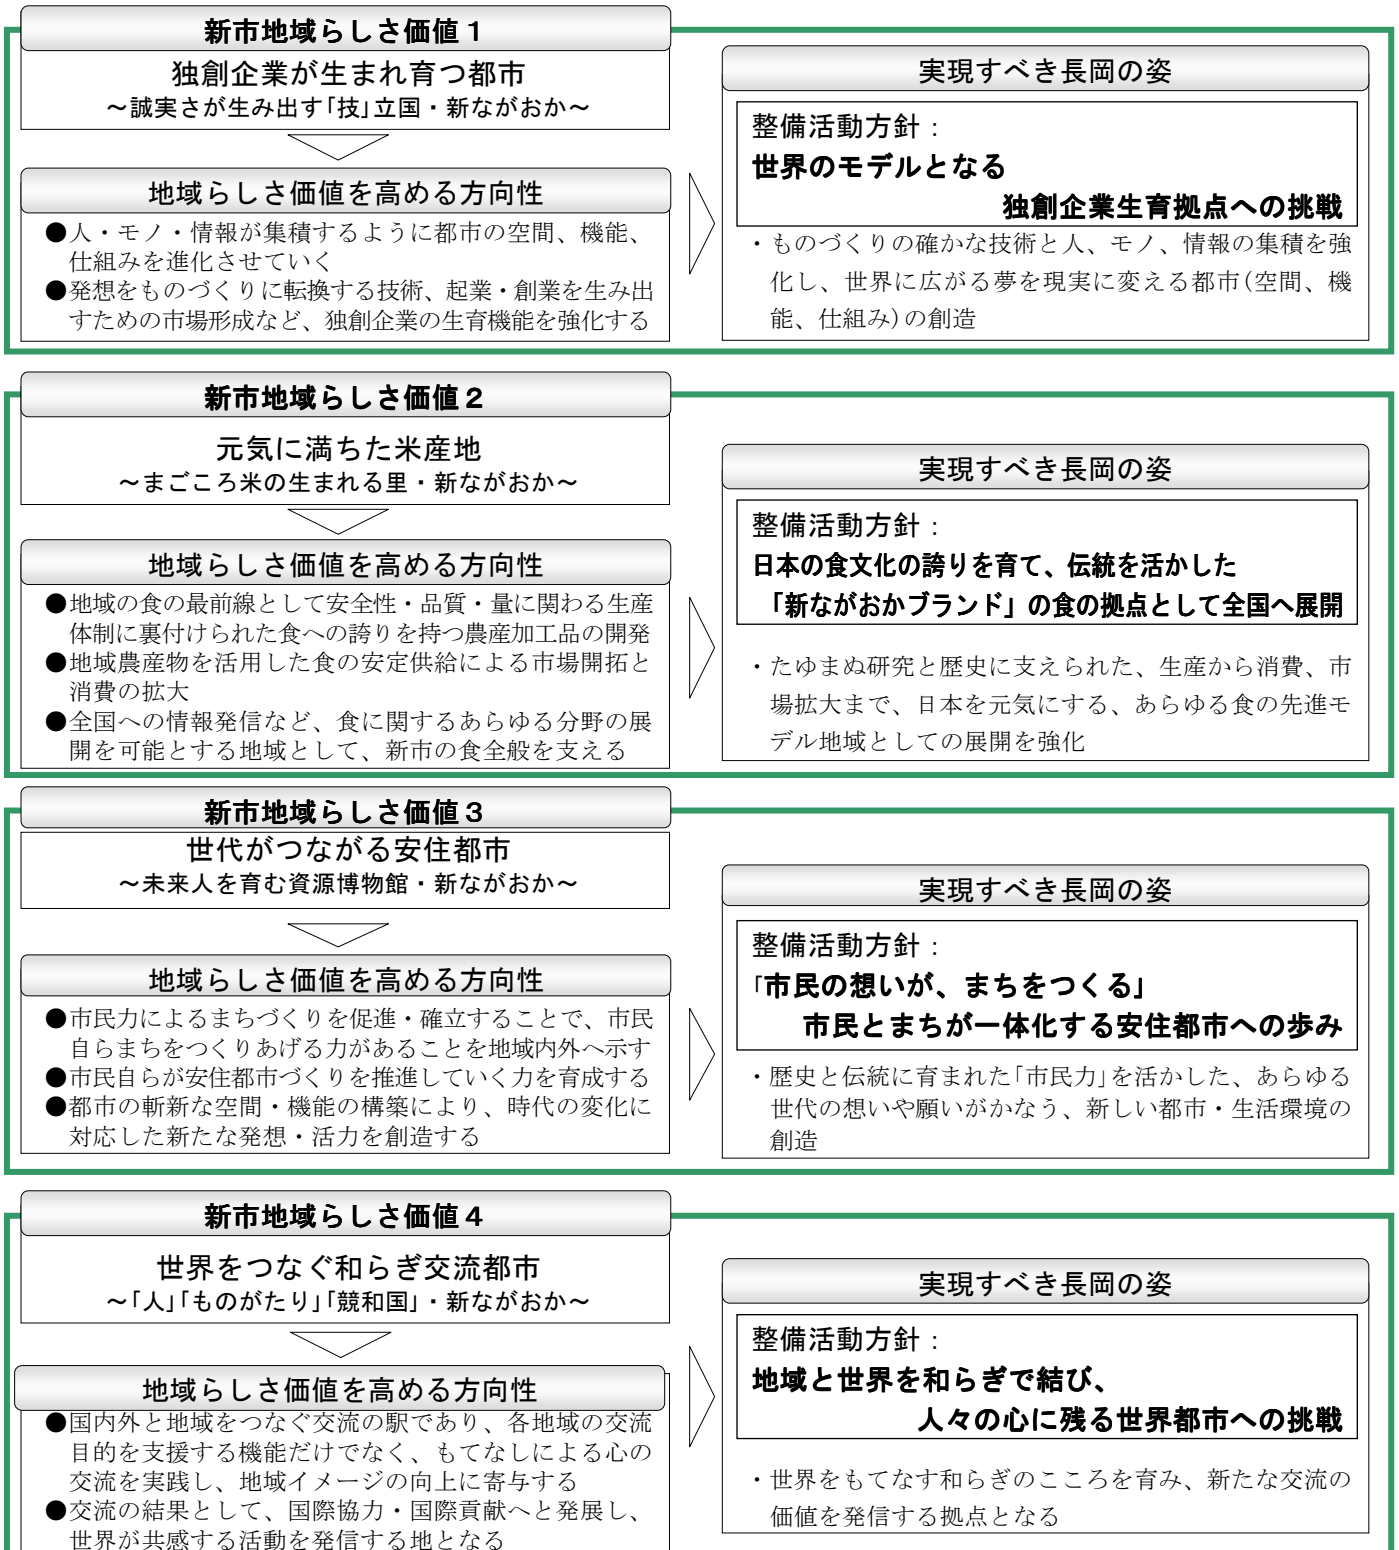 新市地域らしさ価値１
独創企業が生まれ育つ都市
～誠実さが生み出す「技」立国・新ながおか～
地域らしさ価値を高める方向性
●人・モノ・情報が集積するように都市の空間、機能、
仕組みを進化させていく
●発想をものづくりに転換する技術、起業・創業を生み出
すための市場形成など、独創企業の生育機能を強化する
実現すべき長岡の姿
整備活動方針：
世界のモデルとなる
独創企業生育拠点への挑戦
・ものづくりの確かな技術と人、モノ、情報の集積を強
化し、世界に広がる夢を現実に変える都市(空間、機
能、仕組み)の創造
新市地域らしさ価値２
元気に満ちた米産地
～まごころ米の生まれる里・新ながおか～
地域らしさ価値を高める方向性
●地域の食の最前線として安全性・品質・量に関わる生産
体制に裏付けられた食への誇りを持つ農産加工品の開発
●地域農産物を活用した食の安定供給による市場開拓と
消費の拡大
●全国への情報発信など、食に関するあらゆる分野の展
開を可能とする地域として、新市の食全般を支える
実現すべき長岡の姿
整備活動方針：
日本の食文化の誇りを育て、伝統を活かした
「新ながおかブランド」の食の拠点として全国へ展開
・たゆまぬ研究と歴史に支えられた、生産から消費、市
場拡大まで、日本を元気にする、あらゆる食の先進モ
デル地域としての展開を強化
新市地域らしさ価値３
世代がつながる安住都市
～未来人を育む資源博物館・新ながおか～
地域らしさ価値を高める方向性
●市民力によるまちづくりを促進・確立することで、市民
自らまちをつくりあげる力があることを地域内外へ示す
●市民自らが安住都市づくりを推進していく力を育成する
●都市の斬新な空間・機能の構築により、時代の変化に
対応した新たな発想・活力を創造する
実現すべき長岡の姿
整備活動方針：
「市民の想いが、まちをつくる」
市民とまちが一体化する安住都市への歩み
・歴史と伝統に育まれた「市民力」を活かした、あらゆる
世代の想いや願いがかなう、新しい都市・生活環境の
創造
新市地域らしさ価値４
世界をつなぐ和らぎ交流都市
～「人」「ものがたり」「競和国」・新ながおか～
地域らしさ価値を高める方向性
●国内外と地域をつなぐ交流の駅であり、各地域の交流
目的を支援する機能だけでなく、もてなしによる心の
交流を実践し、地域イメージの向上に寄与する
●交流の結果として、国際協力・国際貢献へと発展し、
世界が共感する活動を発信する地となる
実現すべき長岡の姿
整備活動方針：
地域と世界を和らぎで結び、
人々の心に残る世界都市への挑戦
・世界をもてなす和らぎのこころを育み、新たな交流の
価値を発信する拠点となる